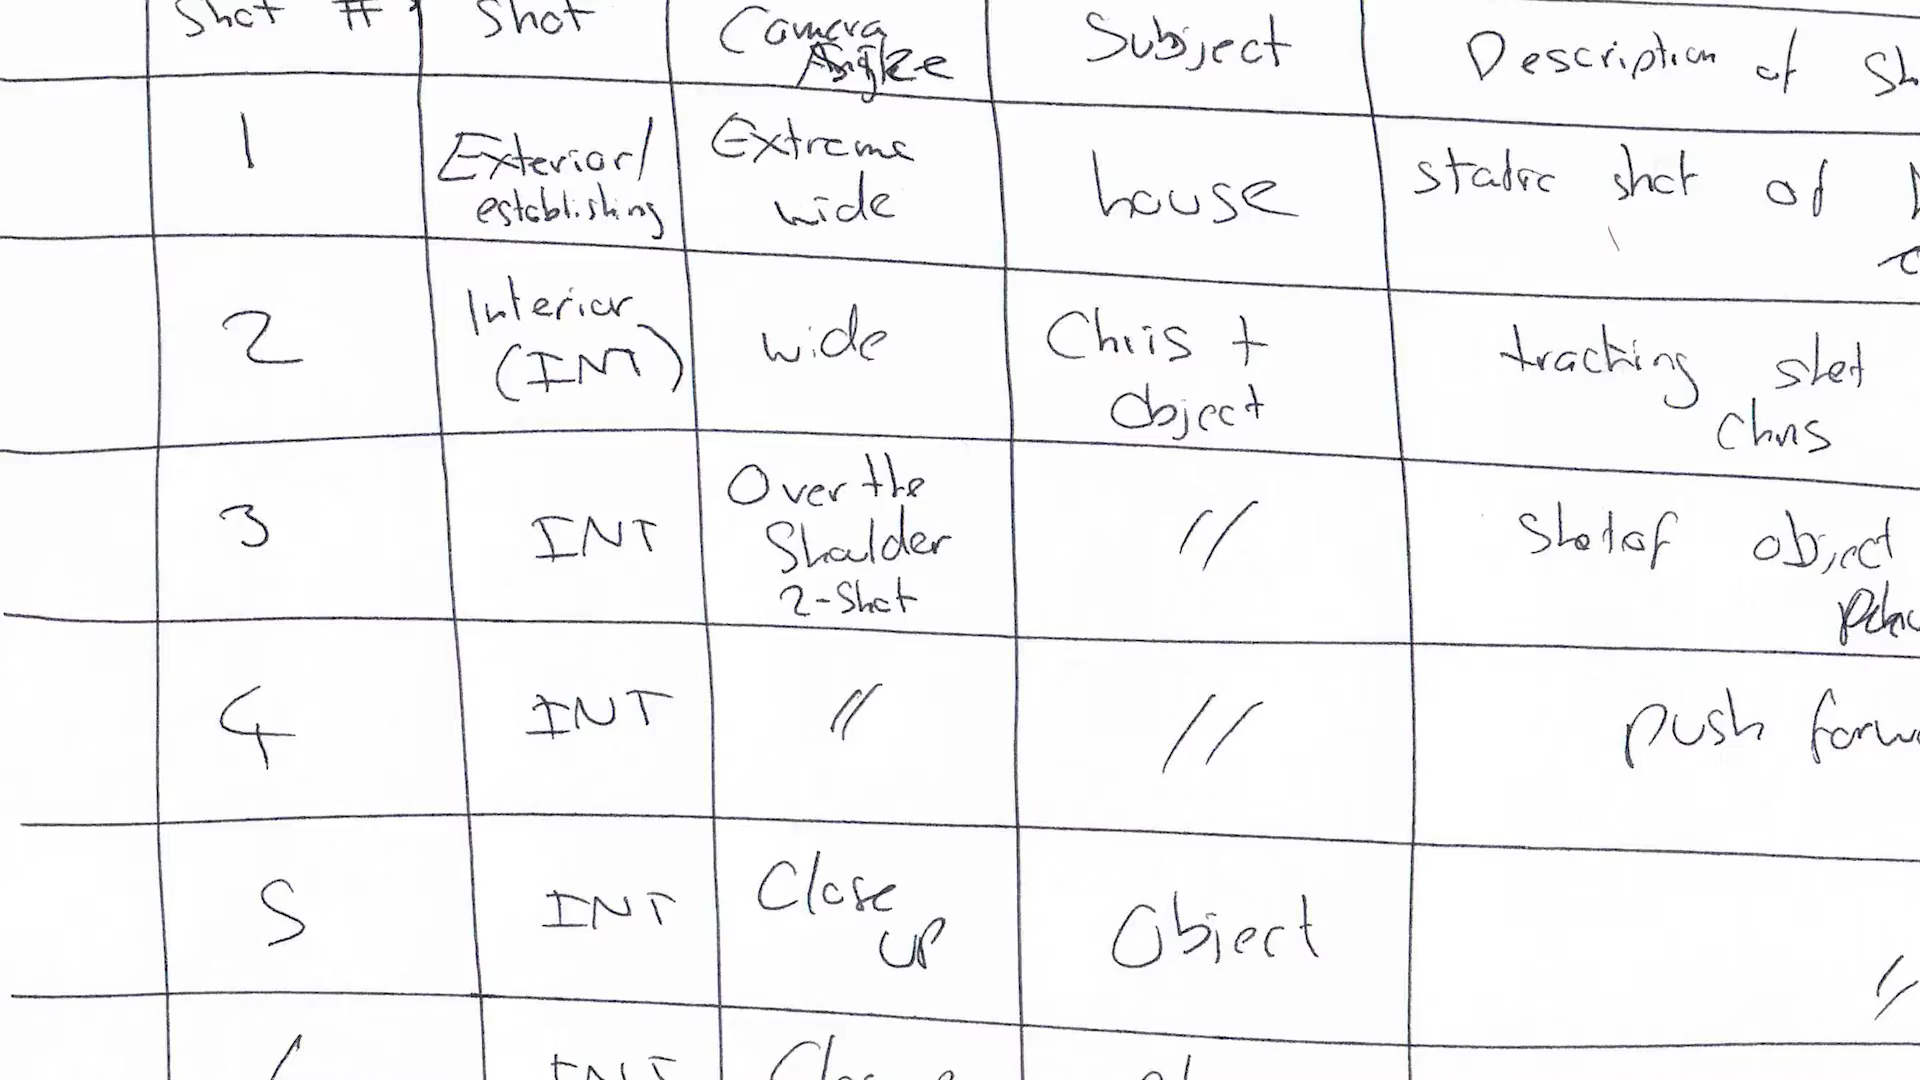 Shot # Shot Camera Angle Subject Description of
1 Exterior/ establishing Extreme wide house static shot of
2 Interior (INT) wide Chris + Object tracking shot Chris
3 INT Over the Shoulder 2-Shot // Shot of object
4 INT // // push
5 INT Close up Object //
INT